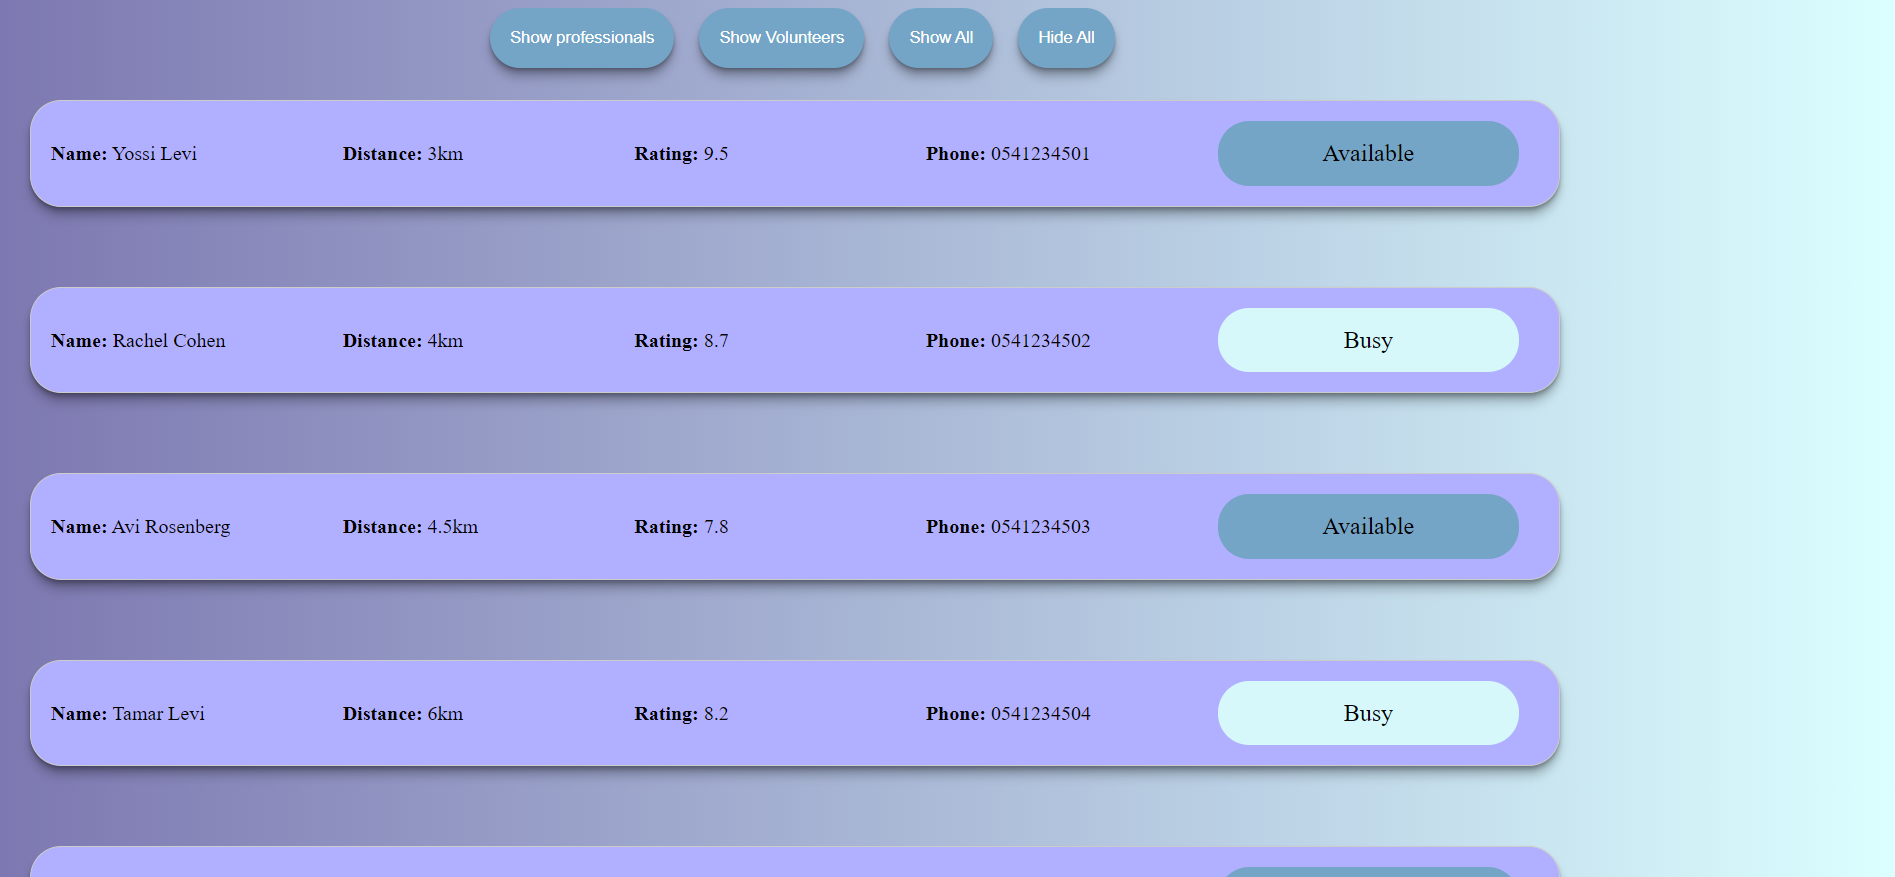 Show professionals Show Volunteers Show All Hide All
Name: Yossi Levi Distance: 3km Rating: 9.5 Phone: 0541234501 Available
Name: Rachel Cohen Distance: 4km Rating: 8.7 Phone: 0541234502 Busy
Name: Avi Rosenberg Distance: 4.5km Rating: 7.8 Phone: 0541234503 Available
Name: Tamar Levi Distance: 6km Rating: 8.2 Phone: 0541234504 Busy